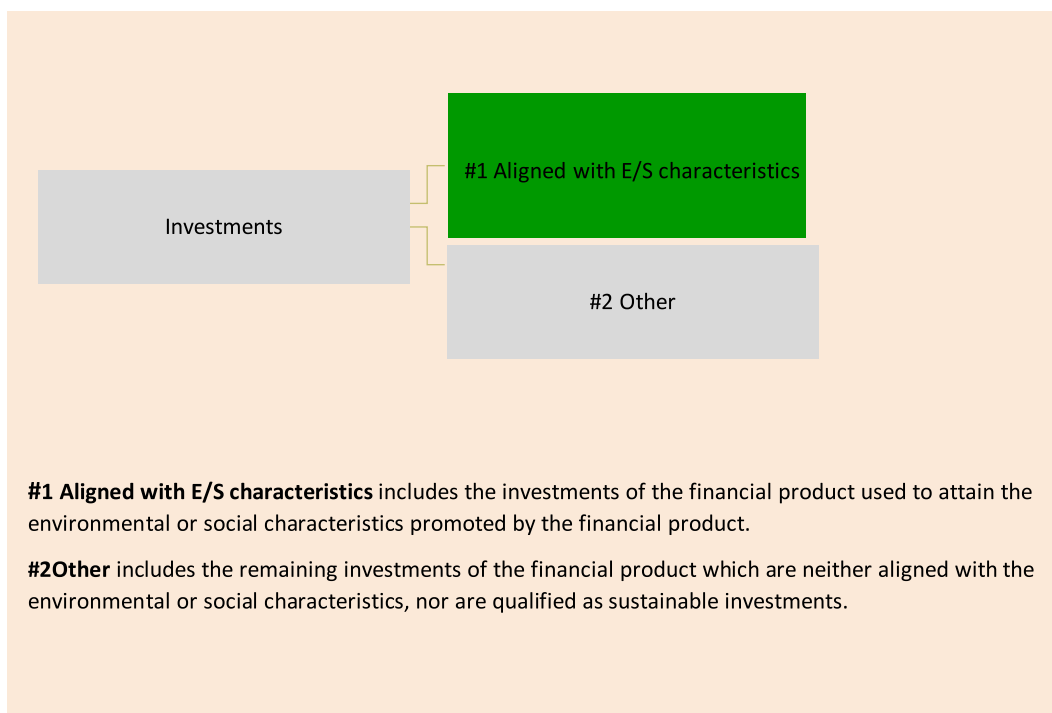 #1 Aligned with E/S characteristics
Investments
#2 Other
#1 Aligned with E/S characteristics includes the investments of the financial product used to attain the
environmental or social characteristics promoted by the financial product.
#2Other includes the remaining investments of the financial product which are neither aligned with the
environmental or social characteristics, nor are qualified as sustainable investments.